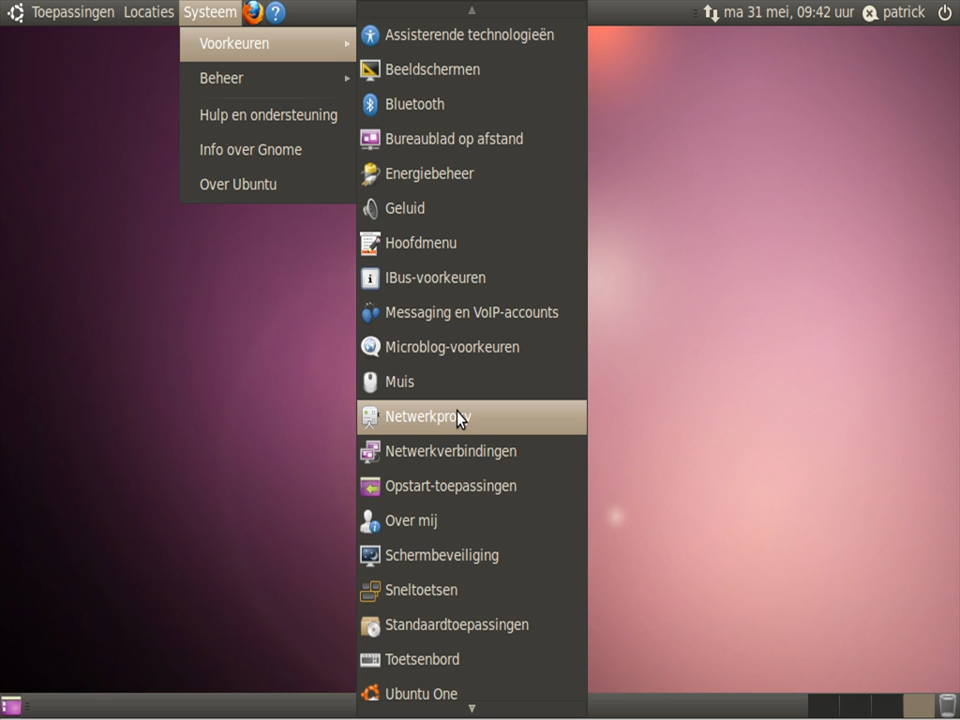 Toepassingen Locaties Systeem ? ma 31 mei, 09:42 uur patrick
Voorkeuren
Beheer
Hulp en ondersteuning
Info over Gnome
Over Ubuntu
Assisterende technologieën
Beeldschermen
Bluetooth
Bureaublad op afstand
Energiebeheer
Geluid
Hoofdmenu
IBus-voorkeuren
Messaging en VoIP-accounts
Microblog-voorkeuren
Muis
Netwerkproxy
Netwerkverbindingen
Opstart-toepassingen
Over mij
Schermbeveiliging
Sneltoetsen
Standaardtoepassingen
Toetsenbord
Ubuntu One